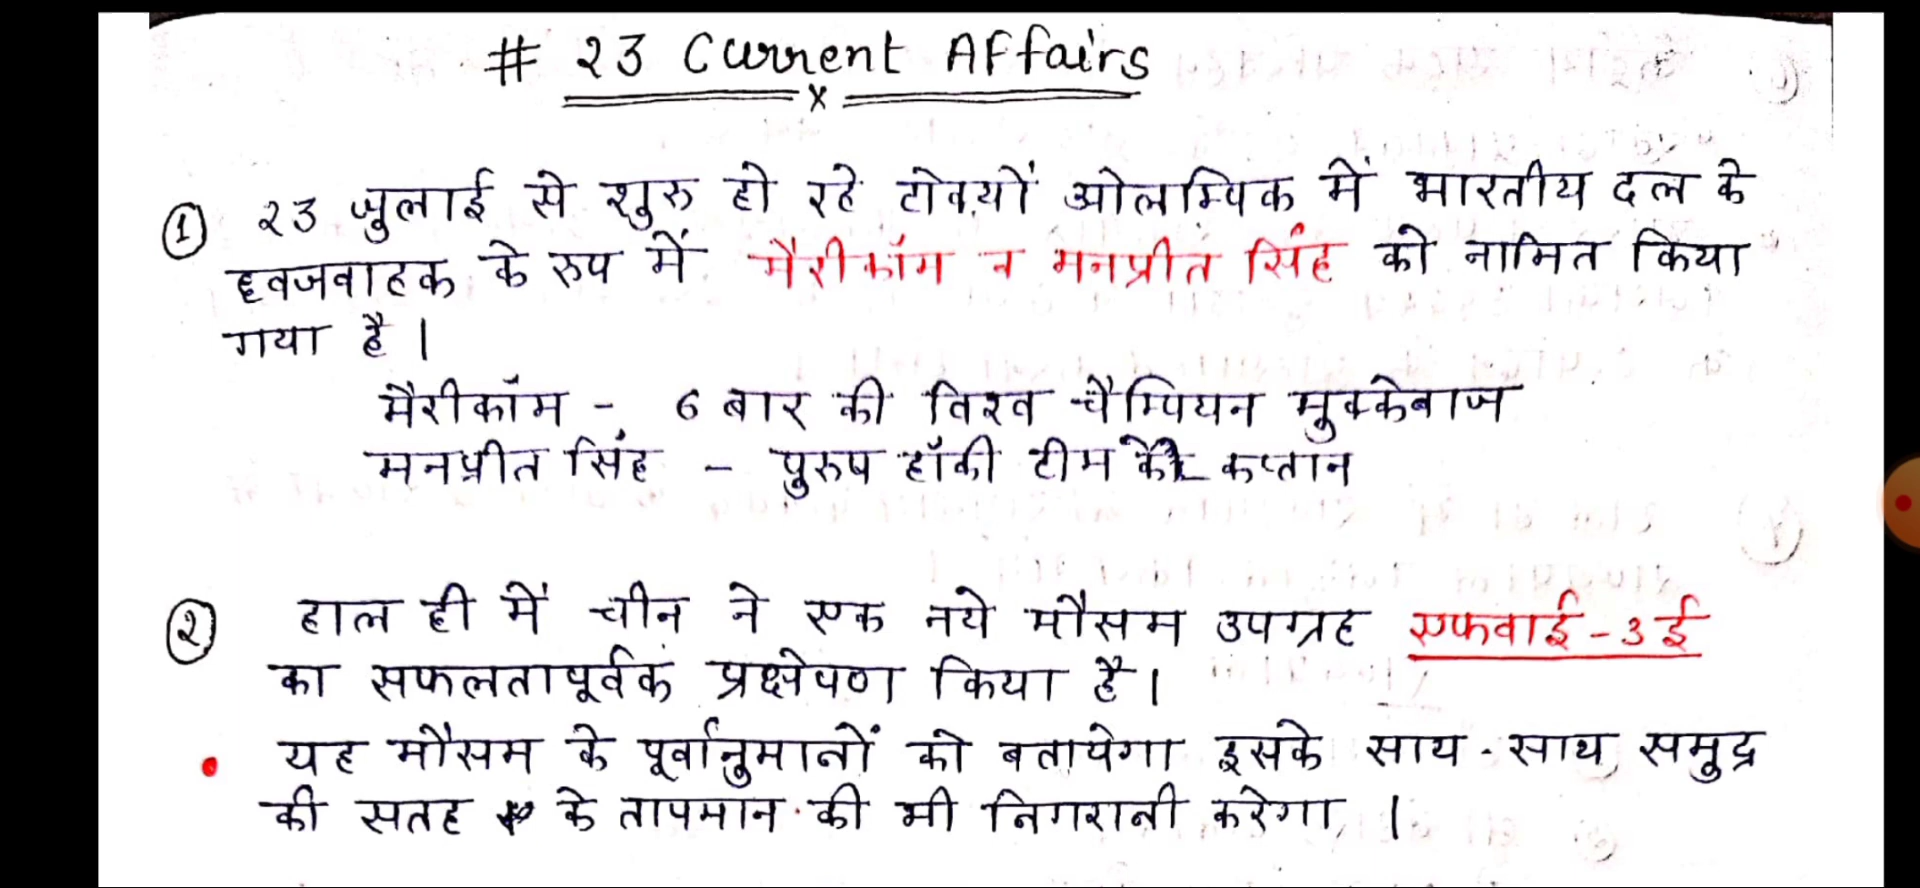 # 23 Current Affairs
① 23 जुलाई से शुरु हो रहे टोक्यों ओलम्पिक में भारतीय दल के
ध्वजवाहक के रुप में मैरीकॉम व मनप्रीत सिंह को नामित किया
गया है।
मैरीकॉम - 6 बार की विश्व चैम्पियन मुक्केबाज
मनप्रीत सिंह - पुरुष हॉकी टीम के कप्तान
② हाल ही में चीन ने एक नये मौसम उपग्रह एफवाई-3ई
का सफलतापूर्वक प्रक्षेपण किया है।
• यह मौसम के पूर्वानुमानों को बतायेगा इसके साथ-साथ समुद्र
की सतह के तापमान की भी निगरानी करेगा।